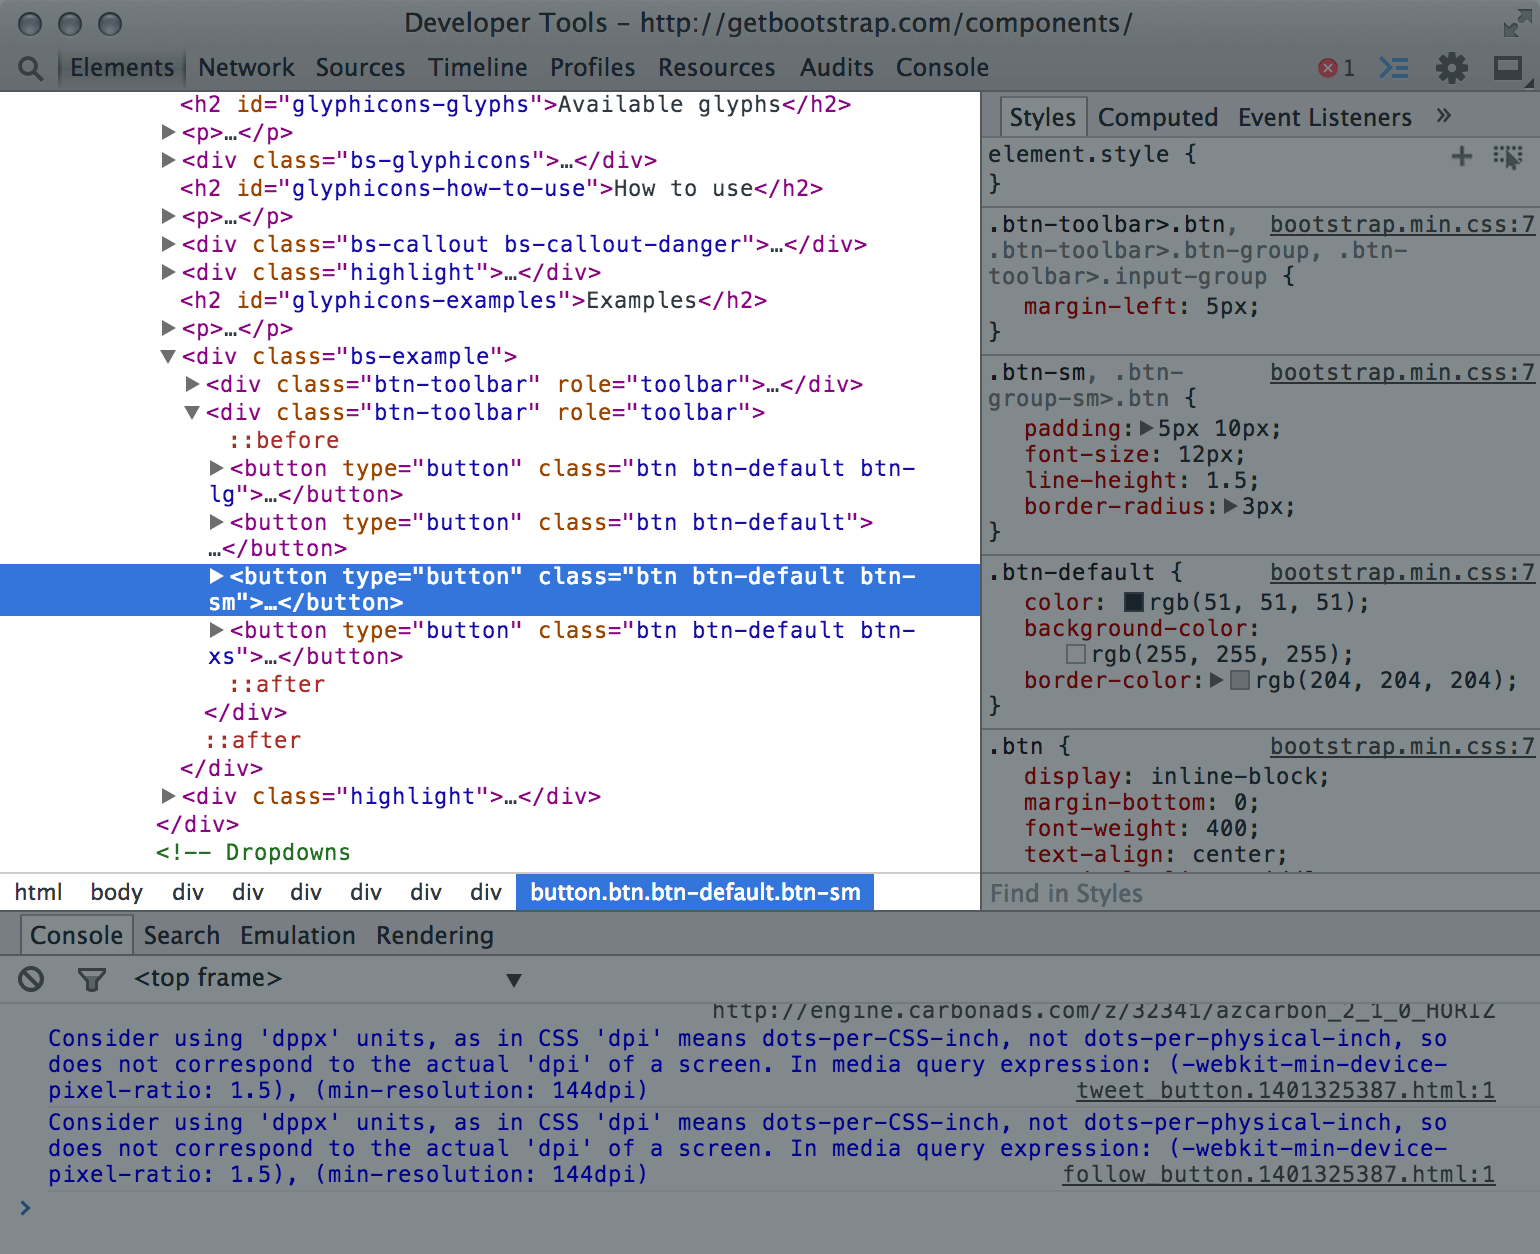 Developer Tools - http://getbootstrap.com/components/
Elements Network Sources Timeline Profiles Resources Audits Console 1
<h2 id="glyphicons-glyphs">Available glyphs</h2>
<p>…</p>
<div class="bs-glyphicons">…</div>
<h2 id="glyphicons-how-to-use">How to use</h2>
<p>…</p>
<div class="bs-callout bs-callout-danger">…</div>
<div class="highlight">…</div>
<h2 id="glyphicons-examples">Examples</h2>
<p>…</p>
<div class="bs-example">
<div class="btn-toolbar" role="toolbar">…</div>
<div class="btn-toolbar" role="toolbar">
::before
<button type="button" class="btn btn-default btn-
lg">…</button>
<button type="button" class="btn btn-default">
…</button>
<button type="button" class="btn btn-default btn-
sm">…</button>
<button type="button" class="btn btn-default btn-
xs">…</button>
::after
</div>
::after
</div>
<div class="highlight">…</div>
</div>
<!-- Dropdowns
html body div div div div div div button.btn.btn-default.btn-sm
Styles Computed Event Listeners »
element.style {
}
.btn-toolbar>.btn, bootstrap.min.css:7
.btn-toolbar>.btn-group, .btn-
toolbar>.input-group {
margin-left: 5px;
}
.btn-sm, .btn- bootstrap.min.css:7
group-sm>.btn {
padding: 5px 10px;
font-size: 12px;
line-height: 1.5;
border-radius: 3px;
}
.btn-default { bootstrap.min.css:7
color: rgb(51, 51, 51);
background-color:
rgb(255, 255, 255);
border-color: rgb(204, 204, 204);
}
.btn { bootstrap.min.css:7
display: inline-block;
margin-bottom: 0;
font-weight: 400;
text-align: center;
Find in Styles
Console Search Emulation Rendering
<top frame>
http://engine.carbonads.com/z/32341/azcarbon_2_1_0_HORIZ
Consider using 'dppx' units, as in CSS 'dpi' means dots-per-CSS-inch, not dots-per-physical-inch, so
does not correspond to the actual 'dpi' of a screen. In media query expression: (-webkit-min-device-
pixel-ratio: 1.5), (min-resolution: 144dpi) tweet_button.1401325387.html:1
Consider using 'dppx' units, as in CSS 'dpi' means dots-per-CSS-inch, not dots-per-physical-inch, so
does not correspond to the actual 'dpi' of a screen. In media query expression: (-webkit-min-device-
pixel-ratio: 1.5), (min-resolution: 144dpi) follow_button.1401325387.html:1
>